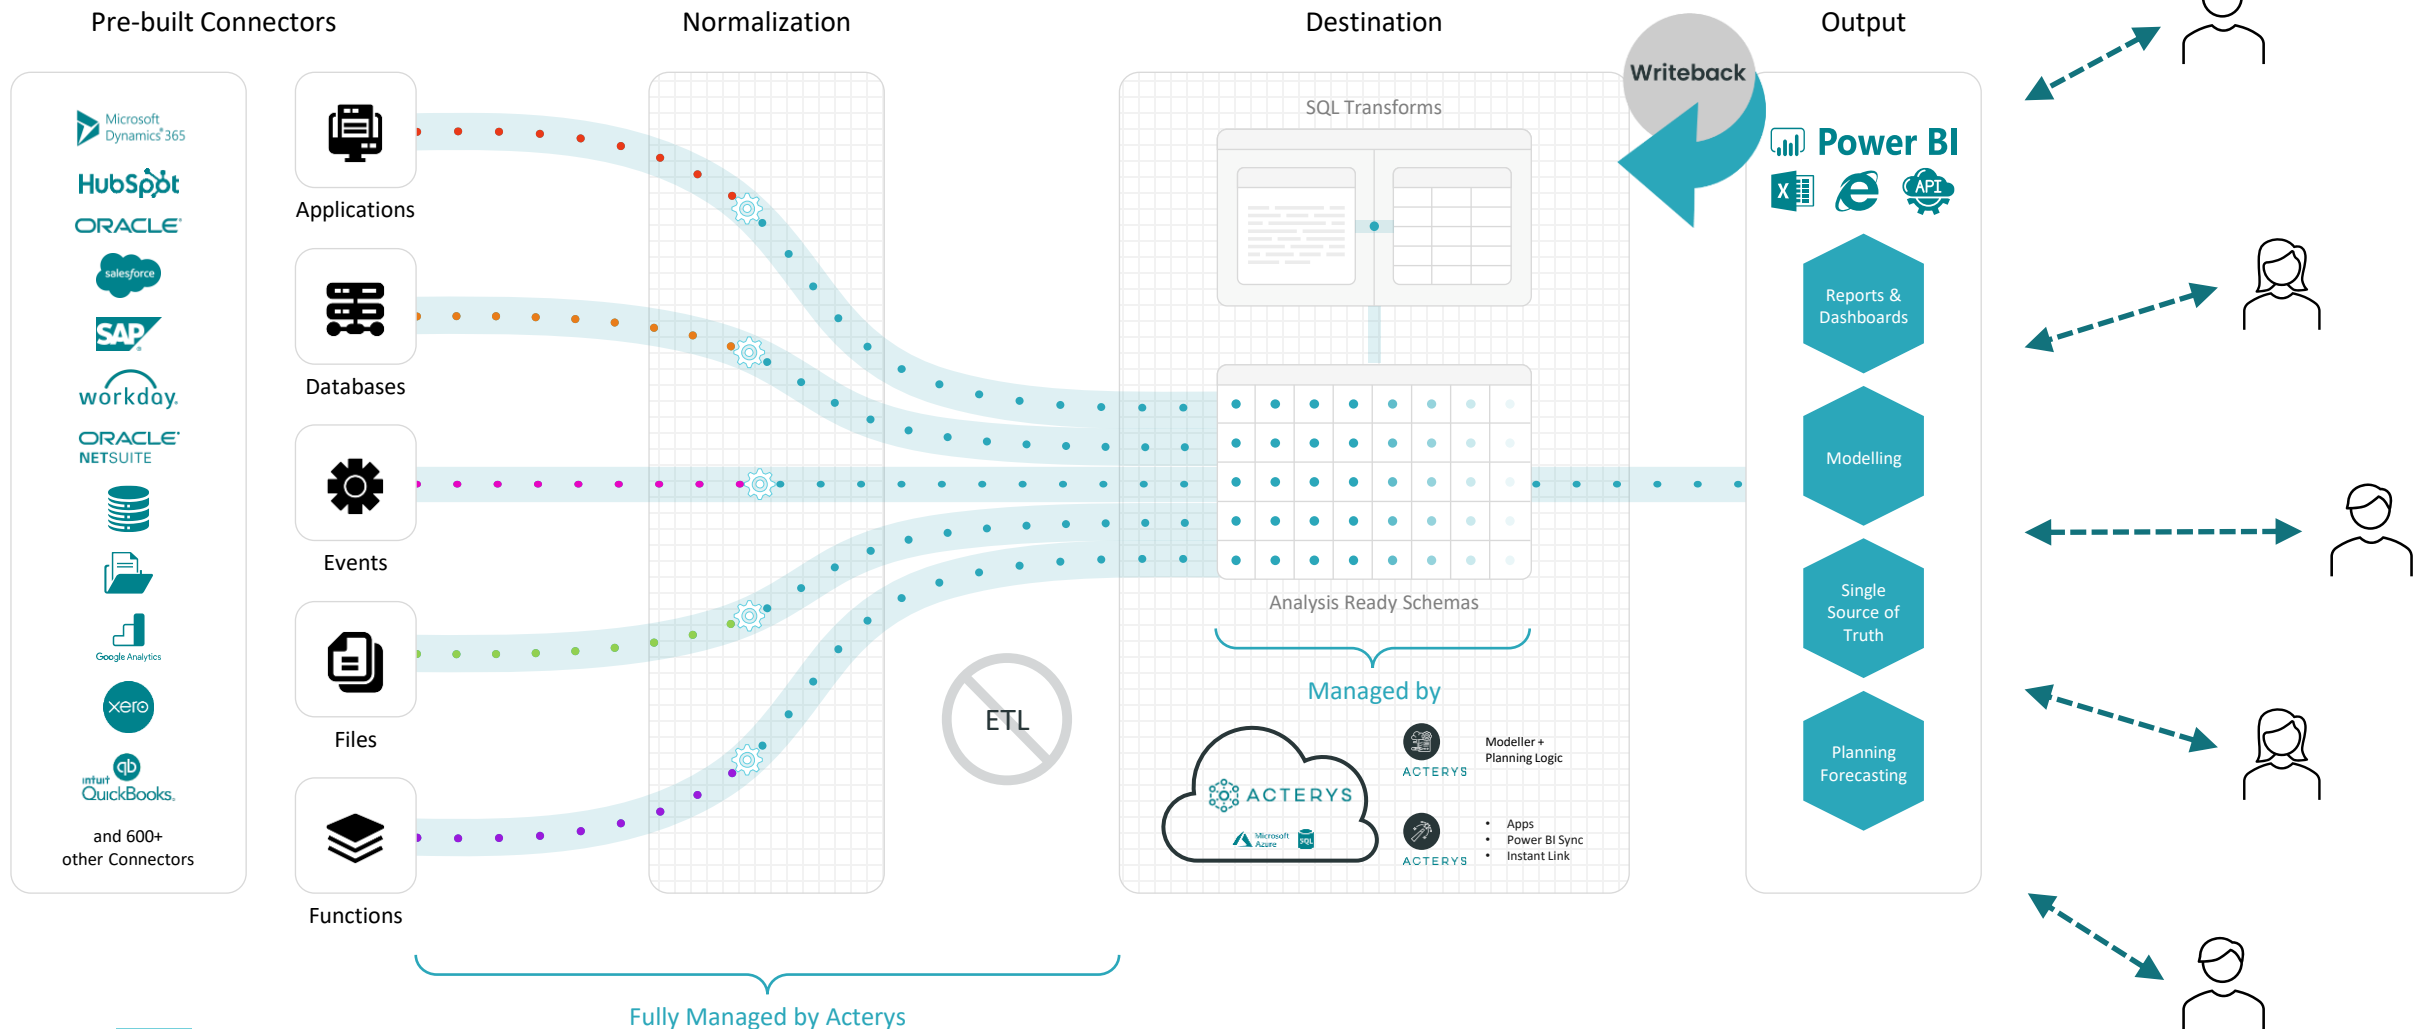 Pre-built Connectors
Normalization
Destination
Output
Microsoft
Dynamics 365
HubSpot
ORACLE
salesforce
SAP
workday.
ORACLE
NETSUITE
Google Analytics
xero
qb
intuit
QuickBooks.
and 600+
other Connectors
Applications
Databases
Events
Files
Functions
ETL
Fully Managed by Acterys
SQL Transforms
Analysis Ready Schemas
Managed by
ACTERYS
Microsoft
Azure
SQL
ACTERYS
Modeller +
Planning Logic
ACTERYS
• Apps
• Power BI Sync
• Instant Link
Writeback
Power BI
X
API
Reports &
Dashboards
Modelling
Single
Source of
Truth
Planning
Forecasting